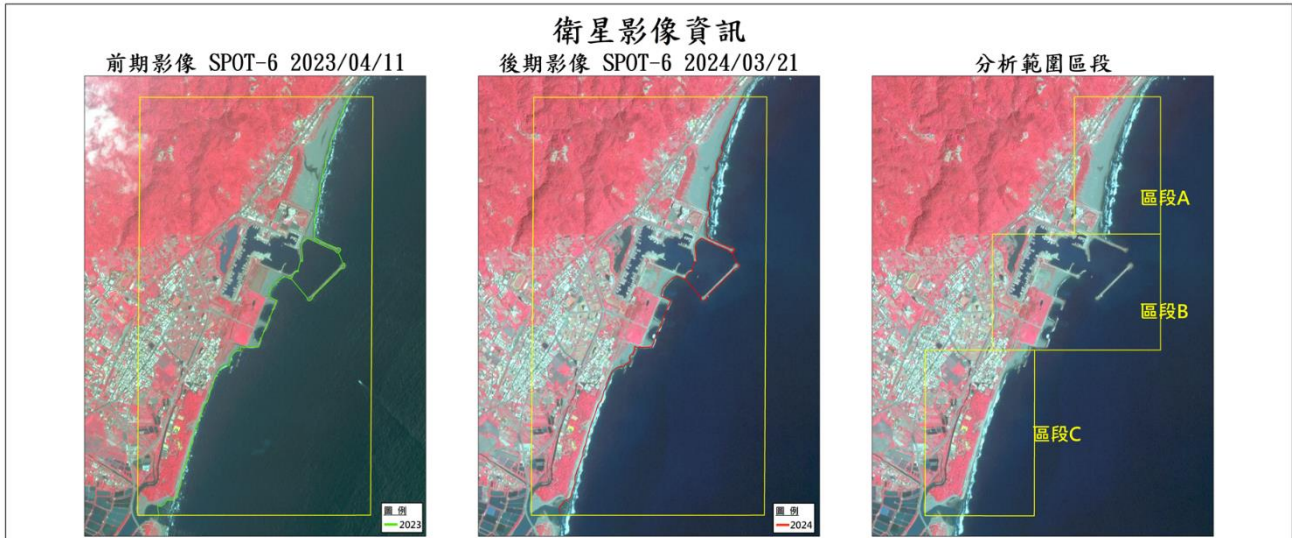 衛星影像資訊
前期影像 SPOT-6 2023/04/11
後期影像 SPOT-6 2024/03/21
分析範圍區段
區段A
區段B
區段C
圖 例
2023
圖 例
2024